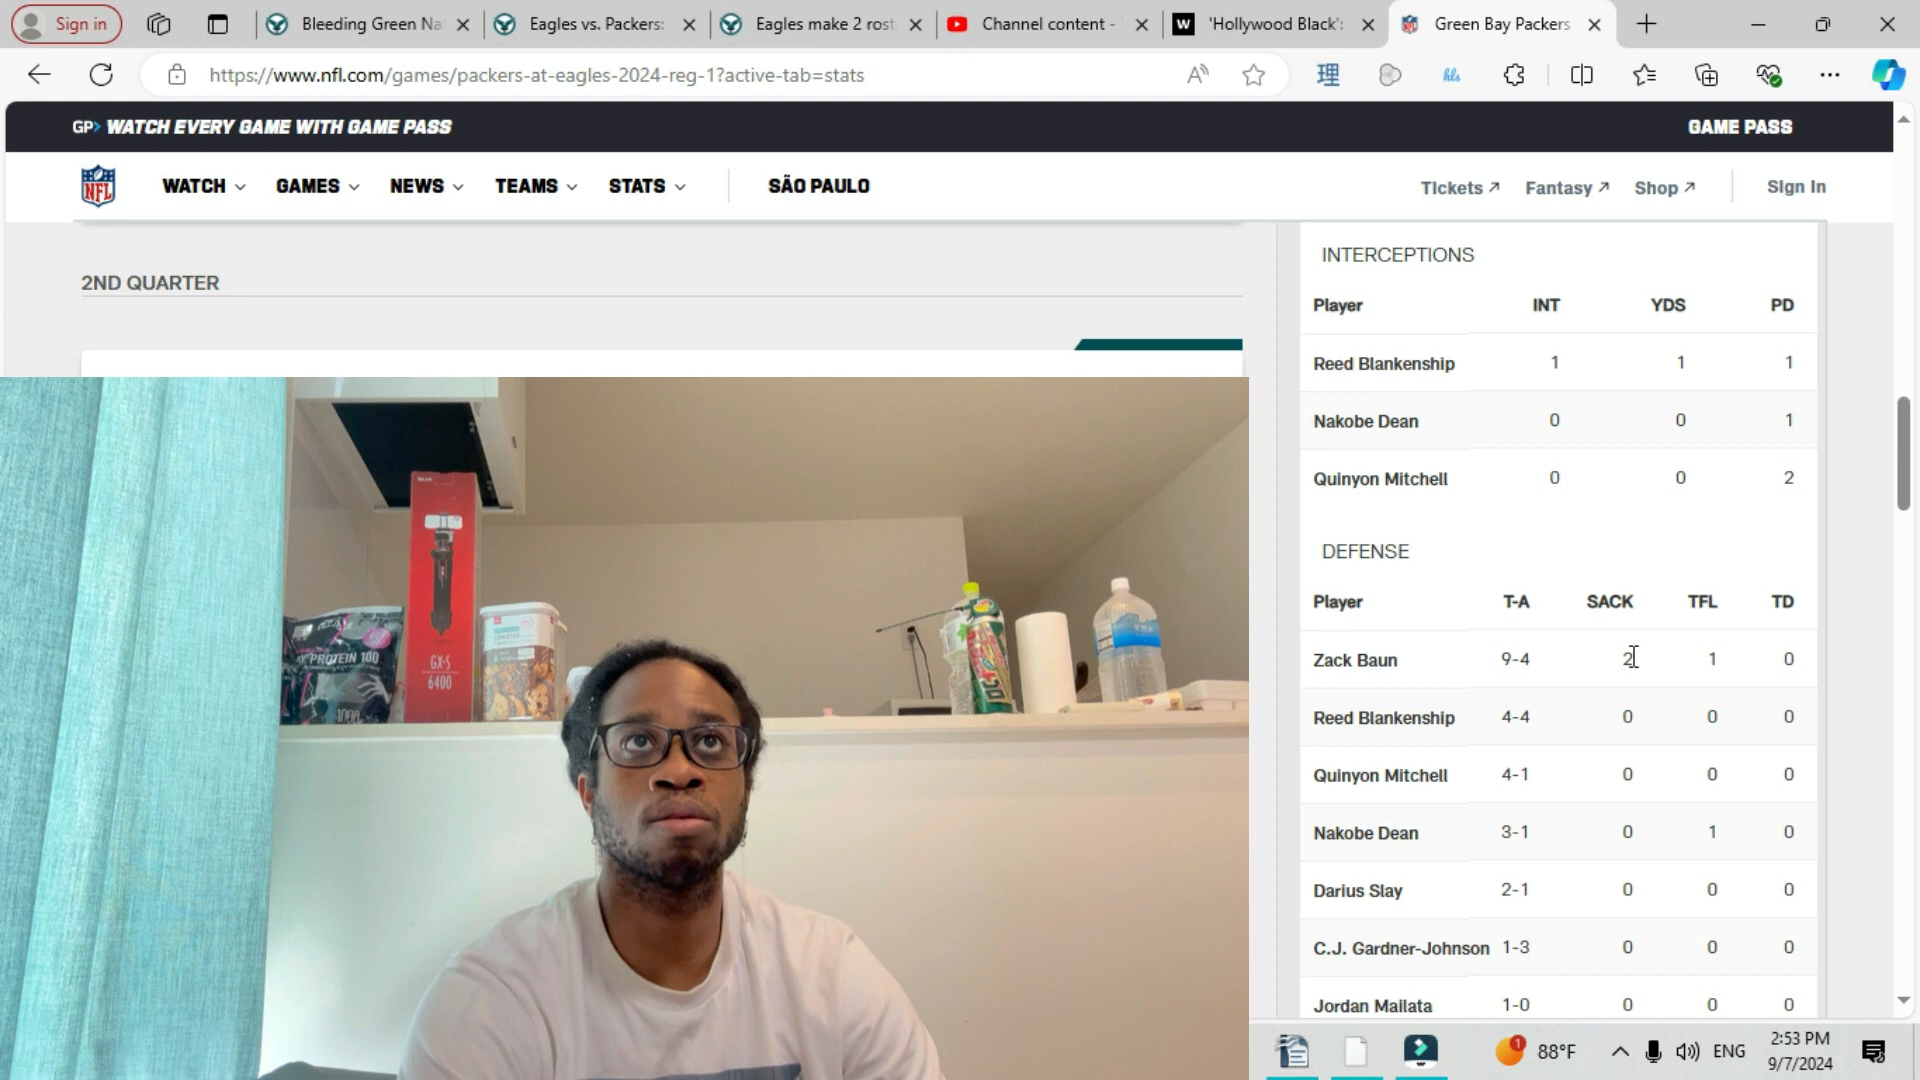 Sign in
Bleeding Green Na
Eagles vs. Packers:
Eagles make 2 rost
Channel content -
W
'Hollywood Black':
Green Bay Packers
https://www.nfl.com/games/packers-at-eagles-2024-reg-1?active-tab=stats
理
hls
GP> WATCH EVERY GAME WITH GAME PASS
GAME PASS
NFL
WATCH
GAMES
NEWS
TEAMS
STATS
SÃO PAULO
Tickets
Fantasy
Shop
Sign In
2ND QUARTER
INTERCEPTIONS
Player INT YDS PD
Reed Blankenship 1 1 1
Nakobe Dean 0 0 1
Quinyon Mitchell 0 0 2
DEFENSE
Player T-A SACK TFL TD
Zack Baun 9-4 2 1 0
Reed Blankenship 4-4 0 0 0
Quinyon Mitchell 4-1 0 0 0
Nakobe Dean 3-1 0 1 0
Darius Slay 2-1 0 0 0
C.J. Gardner-Johnson 1-3 0 0 0
Jordan Mailata 1-0 0 0 0
PROTEIN 100
GX-S
6400
1
88°F
ENG
2:53 PM
9/7/2024